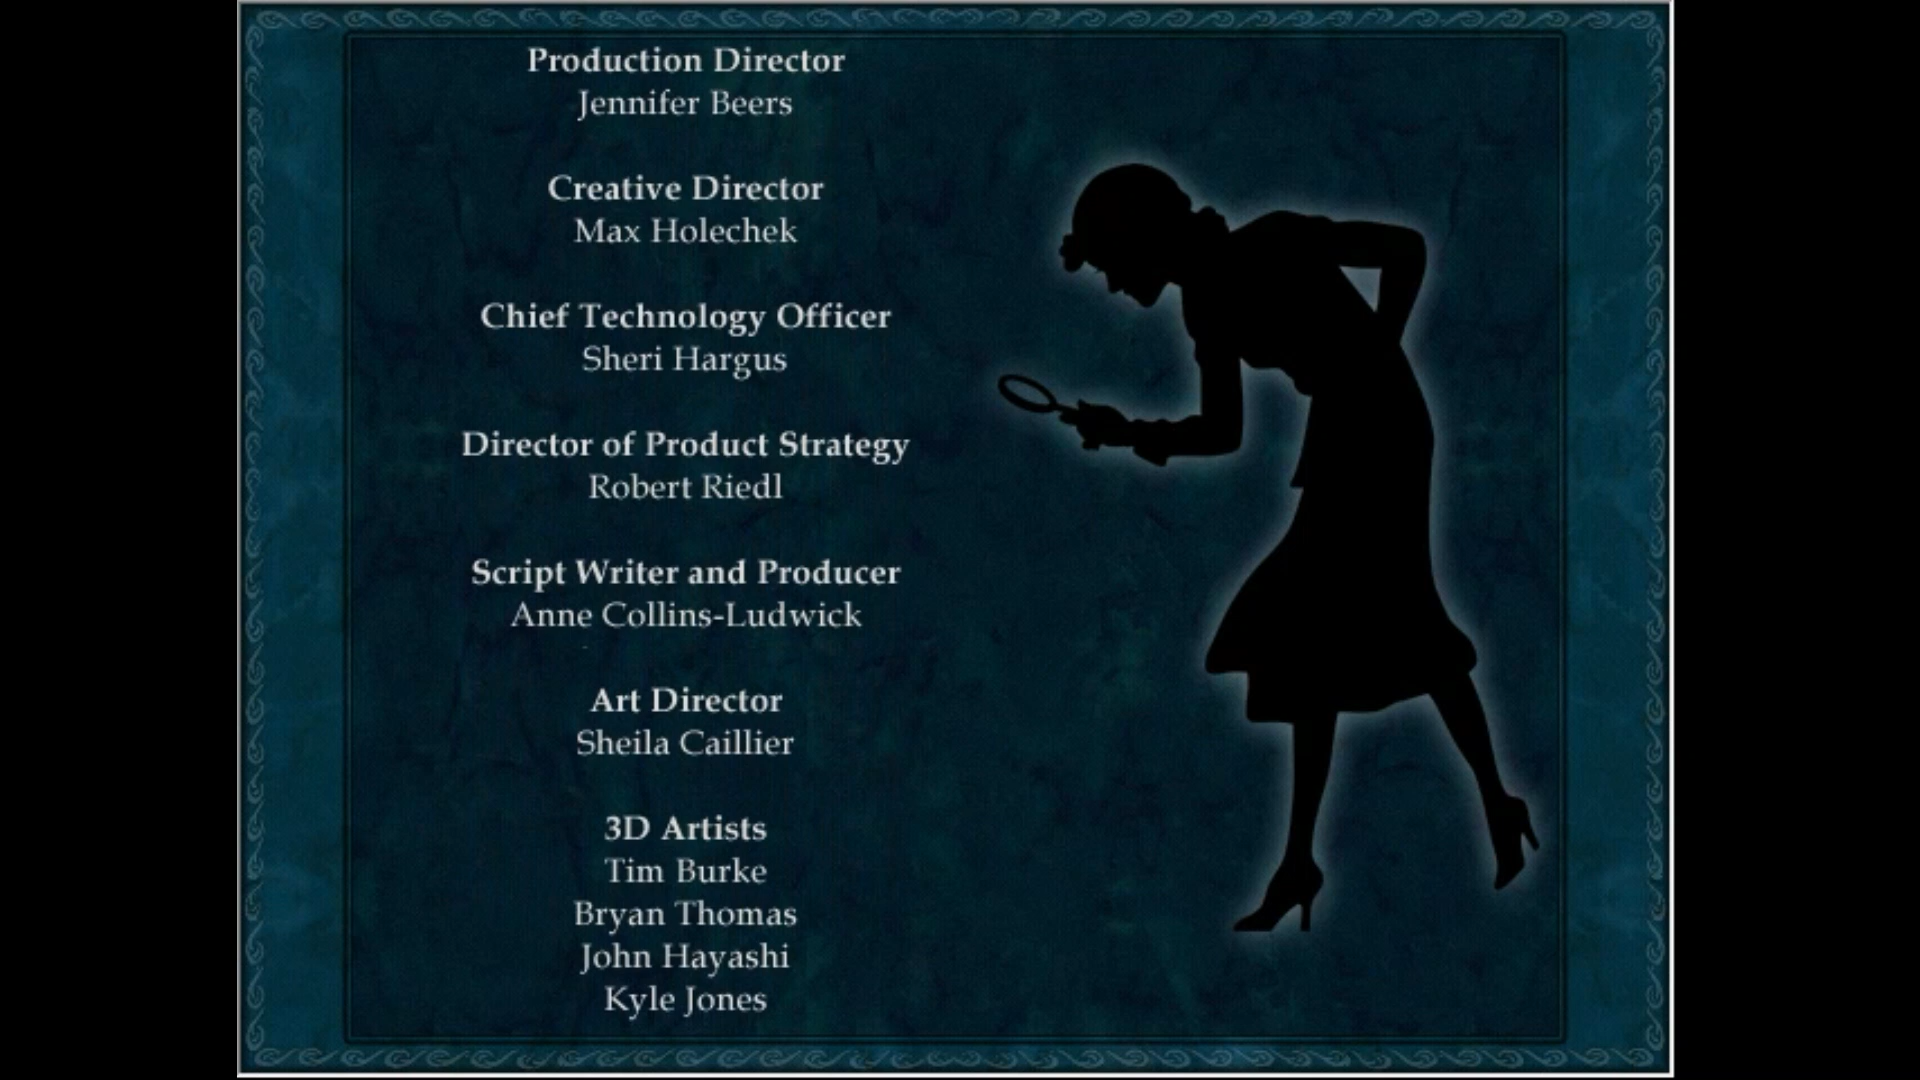 Production Director
Jennifer Beers
Creative Director
Max Holechek
Chief Technology Officer
Sheri Hargus
Director of Product Strategy
Robert Riedl
Script Writer and Producer
Anne Collins-Ludwick
Art Director
Sheila Caillier
3D Artists
Tim Burke
Bryan Thomas
John Hayashi
Kyle Jones